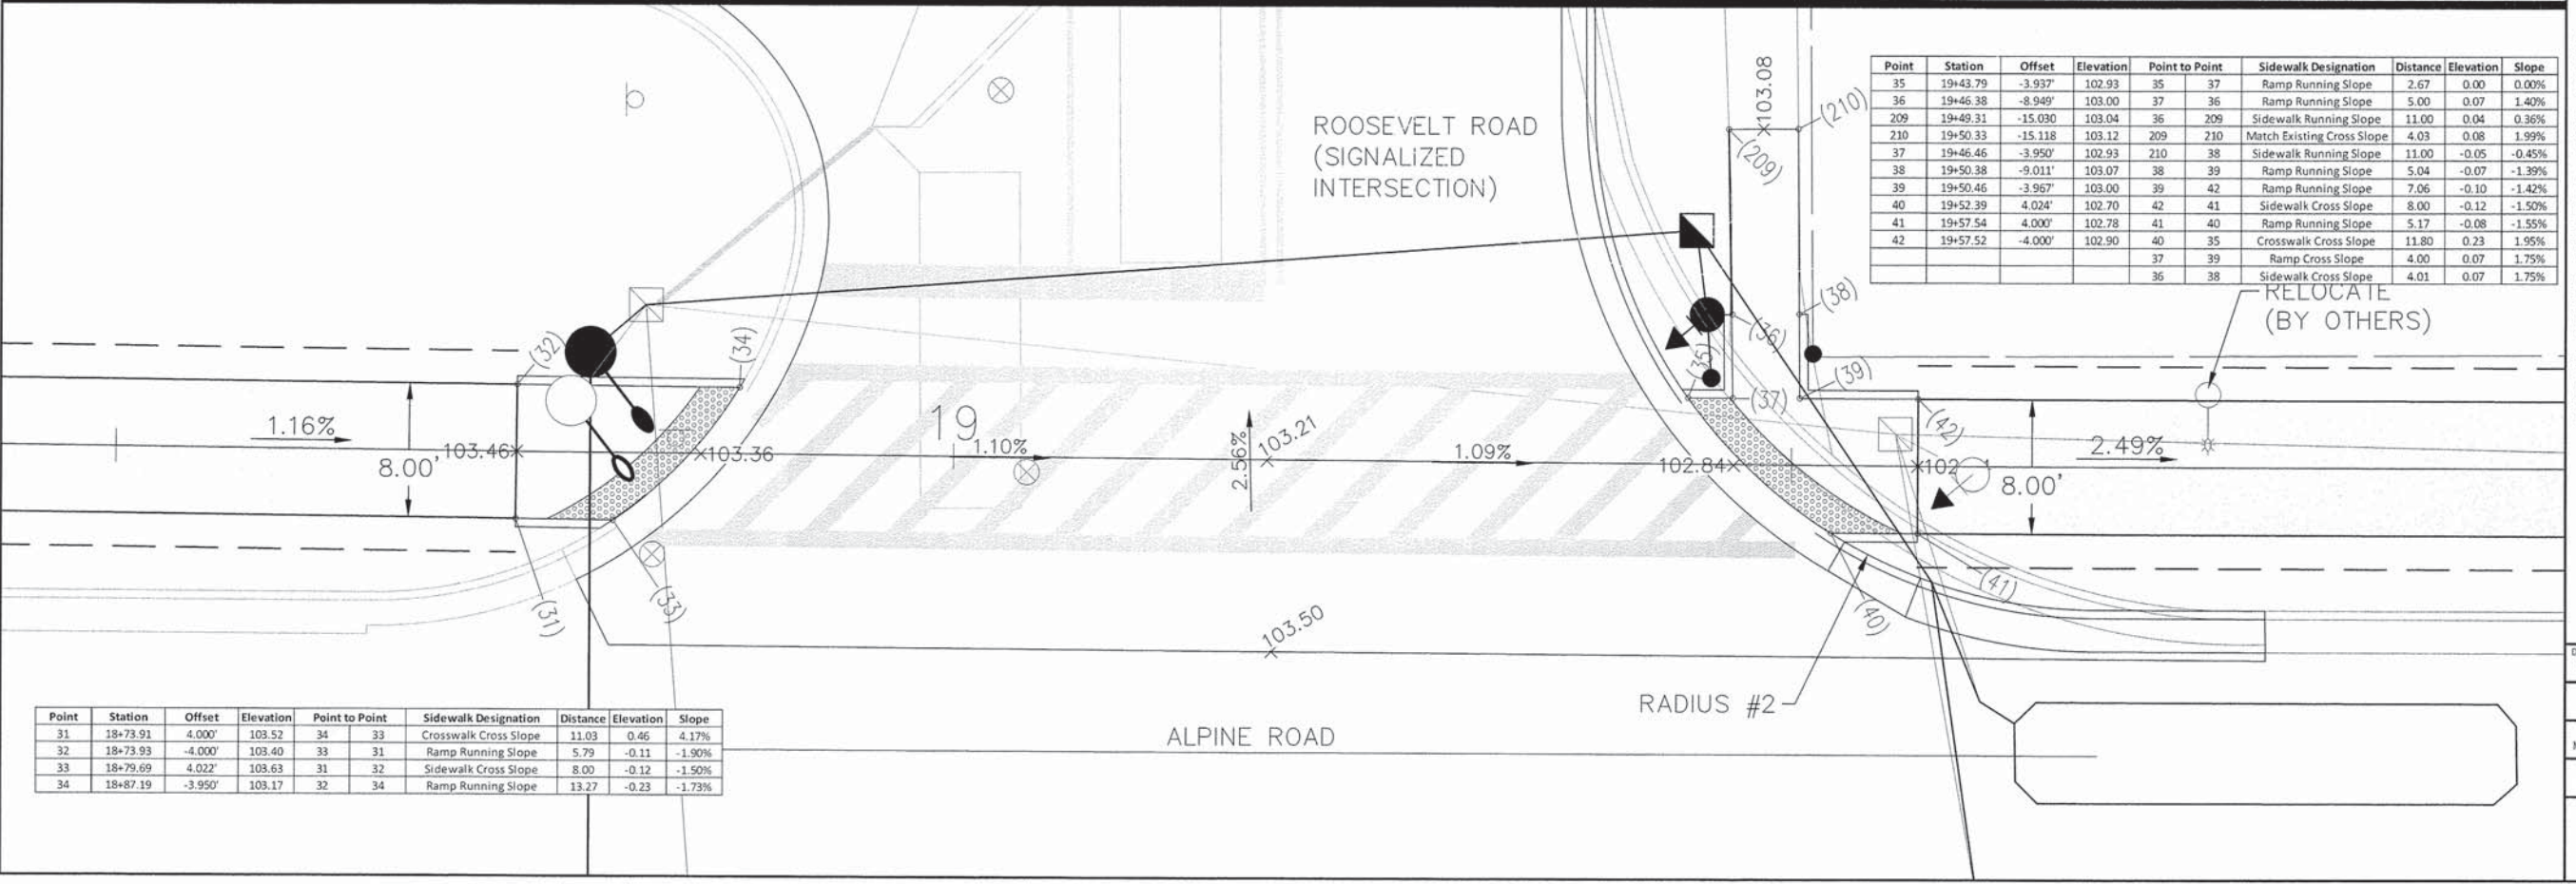 ROOSEVELT ROAD
(SIGNALIZED
INTERSECTION)
103.08
(210)
(209)
Point Station Offset Elevation Point to Point Sidewalk Designation Distance Elevation Slope
35 19+43.79 -3.937' 102.93 35 37 Ramp Running Slope 2.67 0.00 0.00%
36 19+46.38 -8.949' 103.00 37 36 Ramp Running Slope 5.00 0.07 1.40%
209 19+49.31 -15.030 103.04 36 209 Sidewalk Running Slope 11.00 0.04 0.36%
210 19+50.33 -15.118 103.12 209 210 Match Existing Cross Slope 4.03 0.08 1.99%
37 19+46.46 -3.950' 102.93 210 38 Sidewalk Running Slope 11.00 -0.05 -0.45%
38 19+50.38 -9.011' 103.07 38 39 Ramp Running Slope 5.04 -0.07 -1.39%
39 19+50.46 -3.967' 103.00 39 42 Ramp Running Slope 7.06 -0.10 -1.42%
40 19+52.39 4.024' 102.70 42 41 Sidewalk Cross Slope 8.00 -0.12 -1.50%
41 19+57.54 4.000' 102.78 41 40 Ramp Running Slope 5.17 -0.08 -1.55%
42 19+57.52 -4.000' 102.90 40 35 Crosswalk Cross Slope 11.80 0.23 1.95%
37 39 Ramp Cross Slope 4.00 0.07 1.75%
36 38 Sidewalk Cross Slope 4.01 0.07 1.75%
RELOCATE
(BY OTHERS)
(32)
(34)
(38)
(36)
(35)
(39)
(37)
(42)
1.16%
8.00'
103.46
103.36
19
1.10%
2.56%
103.21
1.09%
102.84
102
2.49%
8.00'
(31)
(33)
(41)
(40)
103.50
RADIUS #2
ALPINE ROAD
Point Station Offset Elevation Point to Point Sidewalk Designation Distance Elevation Slope
31 18+73.91 4.000' 103.52 34 33 Crosswalk Cross Slope 11.03 0.46 4.17%
32 18+73.93 -4.000' 103.40 33 31 Ramp Running Slope 5.79 -0.11 -1.90%
33 18+79.69 4.022' 103.63 31 32 Sidewalk Cross Slope 8.00 -0.12 -1.50%
34 18+87.19 -3.950' 103.17 32 34 Ramp Running Slope 13.27 -0.23 -1.73%